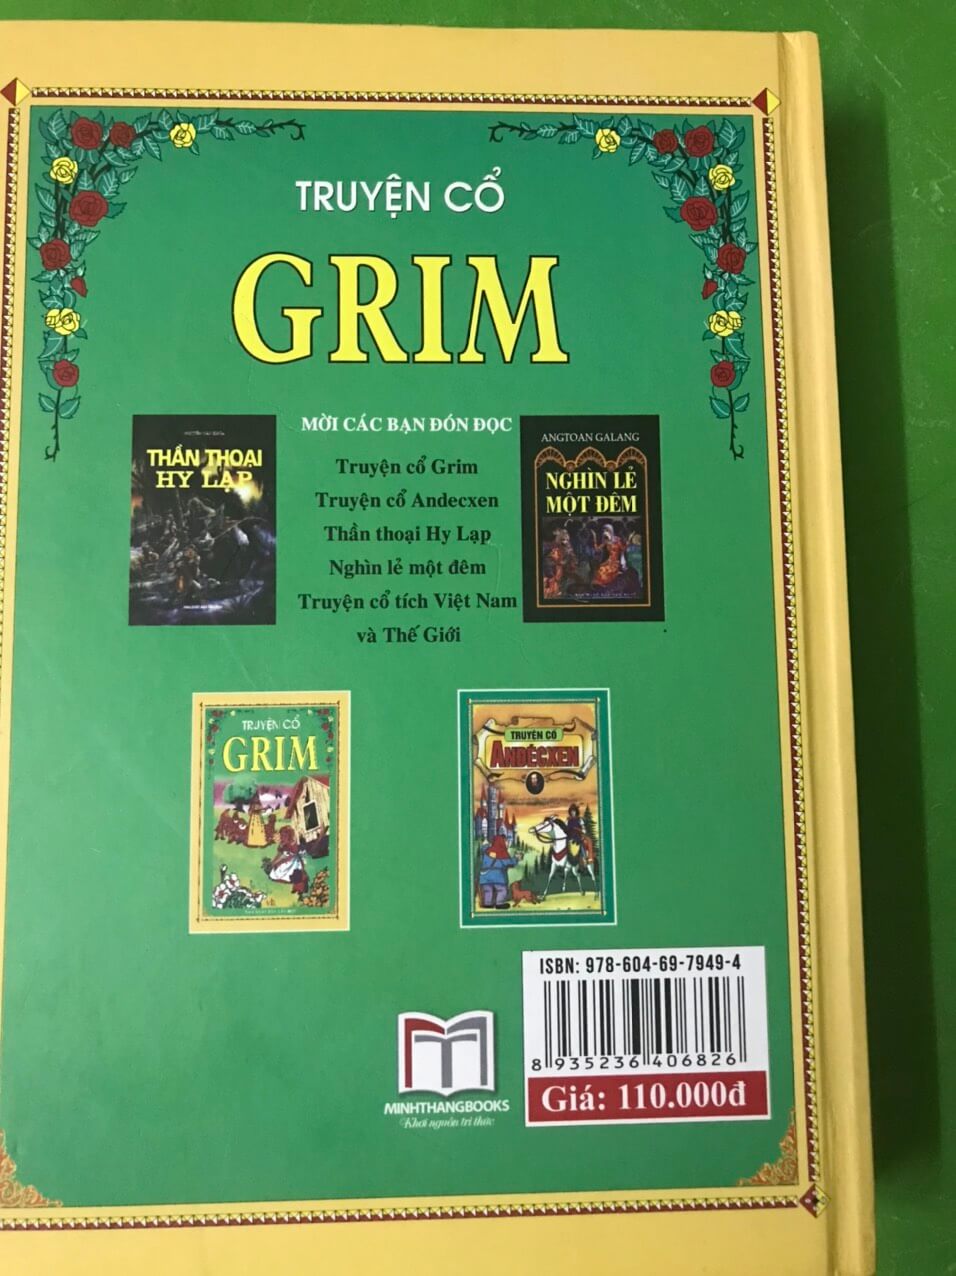 TRUYỆN CỔ
GRIM
MỜI CÁC BẠN ĐÓN ĐỌC
Truyện cổ Grim
Truyện cổ Andecxen
Thần thoại Hy Lạp
Nghìn lẻ một đêm
Truyện cổ tích Việt Nam
và Thế Giới
THẦN THOẠI
HY LẠP
ANGTOAN GALANG
NGHÌN LẺ
MỘT ĐÊM
TRUYỆN CỔ
GRIM
TRUYỆN CỔ
ANĐÉCXEN
ISBN: 978-604-69-7949-4
8 935236 406826
Giá: 110.000đ
MINHTHANGBOOKS
Khơi nguồn tri thức